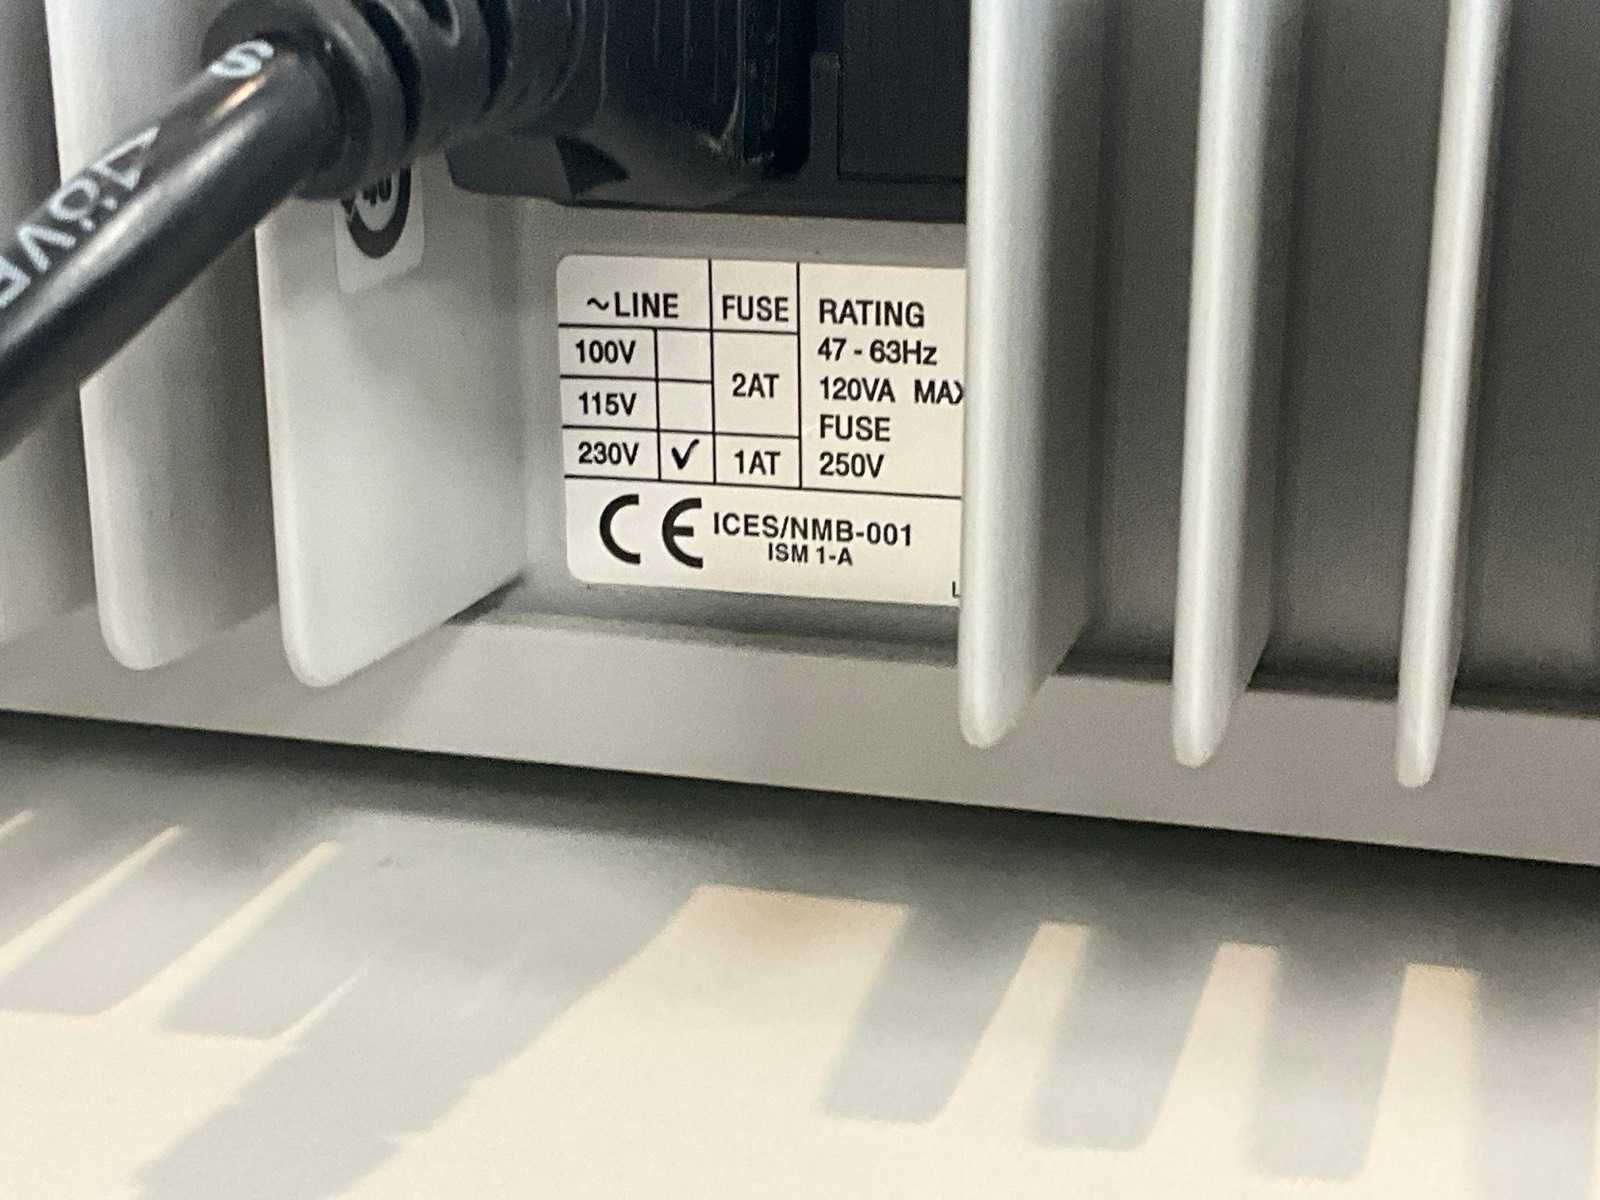 40
~LINE FUSE RATING
100V 47 - 63Hz
2AT 120VA MAX
115V FUSE
230V ✓ 1AT 250V
CE ICES/NMB-001
ISM 1-A